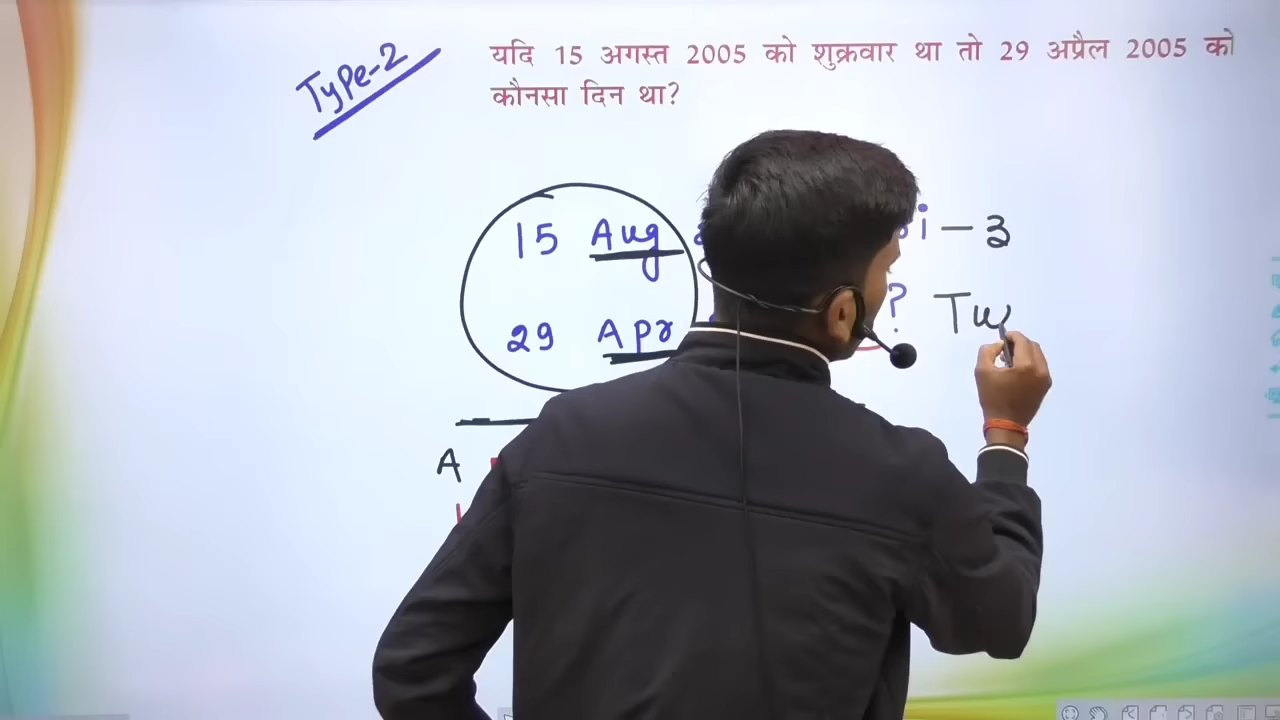 Type-2
यदि 15 अगस्त 2005 को शुक्रवार था तो 29 अप्रैल 2005 को
कौनसा दिन था?
15 Aug - 3
29 Apr ? Tu
A